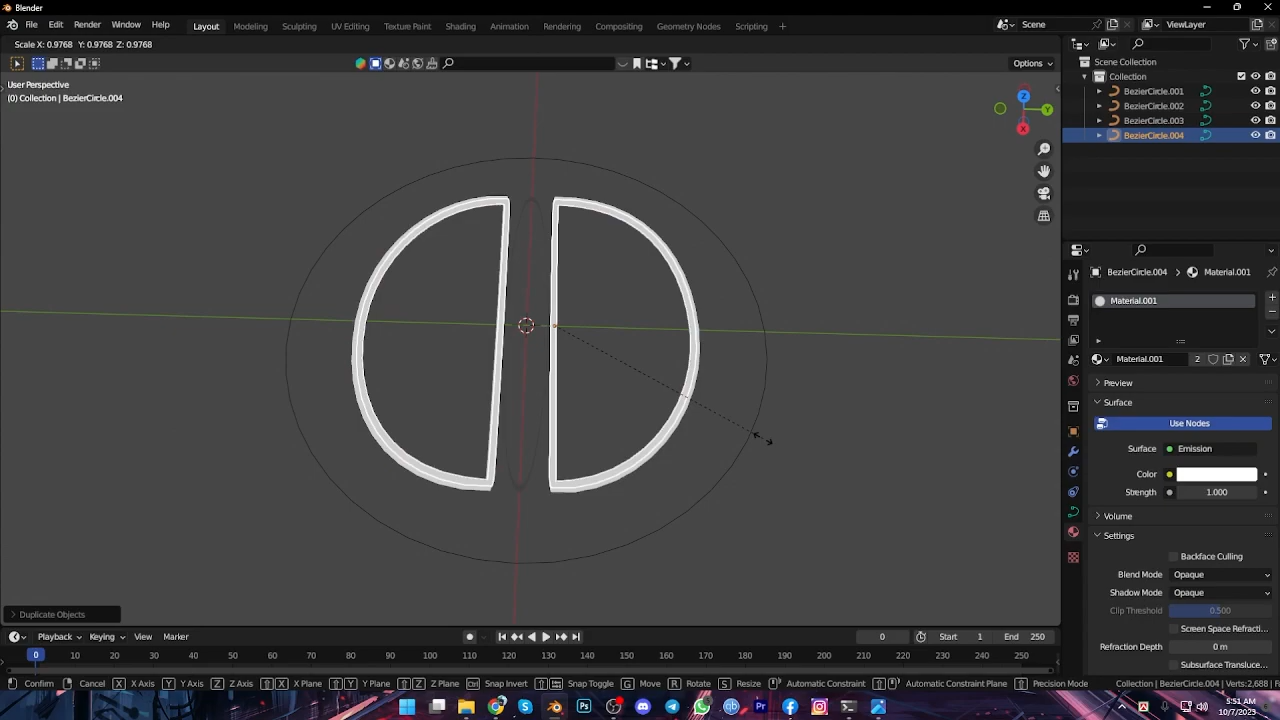 Blender
File Edit Render Window Help Layout Modeling Sculpting UV Editing Texture Paint Shading Animation Rendering Compositing Geometry Nodes Scripting + Scene ViewLayer
Scale X: 0.9768 Y: 0.9768 Z: 0.9768
Options
User Perspective
(0) Collection | BezierCircle.004
Z
Y
X
Scene Collection
Collection
BezierCircle.001
BezierCircle.002
BezierCircle.003
BezierCircle.004
BezierCircle.004 > Material.001
Material.001
Material.001 2
Preview
Surface
Use Nodes
Surface Emission
Color
Strength 1.000
Volume
Settings
Backface Culling
Blend Mode Opaque
Shadow Mode Opaque
Clip Threshold 0.500
Screen Space Refracti...
Refraction Depth 0 m
Subsurface Transluce...
> Duplicate Objects
Playback Keying View Marker 0 Start 1 End 250
0 10 20 30 40 50 60 70 80 90 100 110 120 130 140 150 160 170 180 190 200 210 220 230 240 250
Confirm Cancel X X Axis Y Y Axis Z Z Axis X X Plane Y Y Plane Z Z Plane Ctrl Snap Invert Snap Toggle G Move R Rotate S Resize Automatic Constraint Automatic Constraint Plane Precision Mode Collection | BezierCircle.004 | Verts:2,688 | F